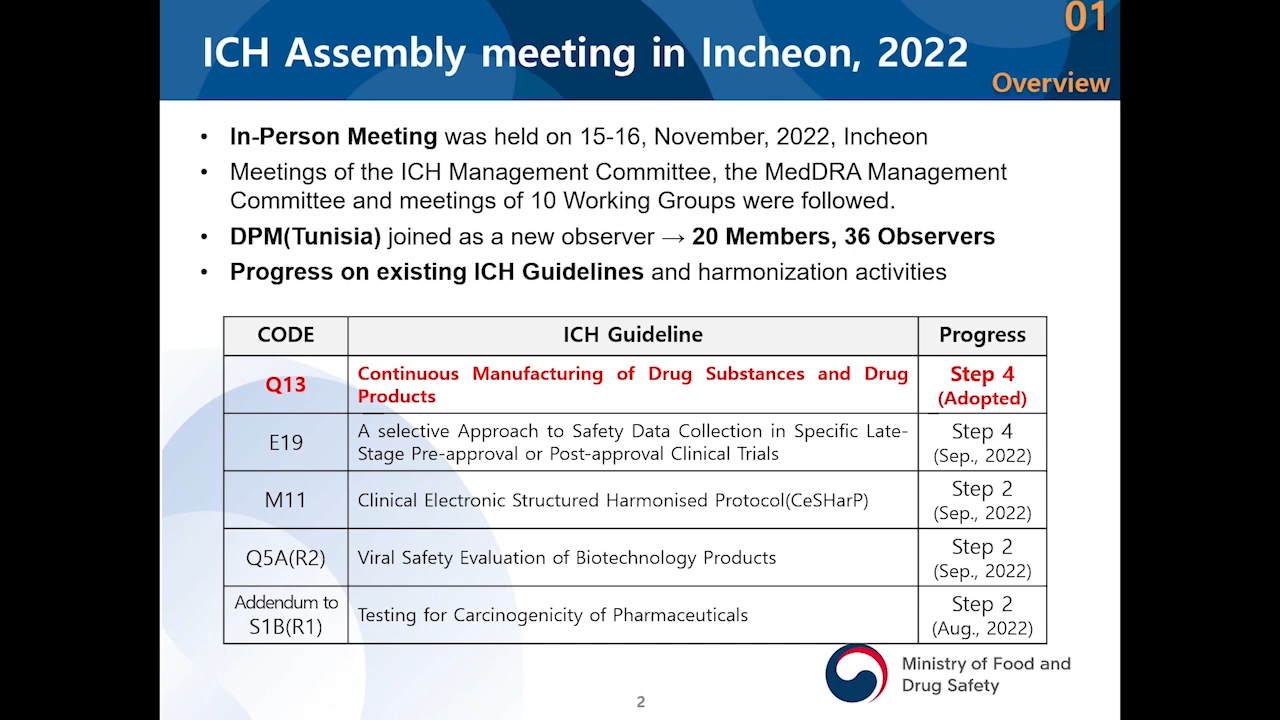 01
ICH Assembly meeting in Incheon, 2022
Overview
• In-Person Meeting was held on 15-16, November, 2022, Incheon
• Meetings of the ICH Management Committee, the MedDRA Management
Committee and meetings of 10 Working Groups were followed.
• DPM(Tunisia) joined as a new observer → 20 Members, 36 Observers
• Progress on existing ICH Guidelines and harmonization activities
CODE ICH Guideline Progress
Q13
Continuous Manufacturing of Drug Substances and Drug
Products
Step 4
(Adopted)
E19
A selective Approach to Safety Data Collection in Specific Late-
Stage Pre-approval or Post-approval Clinical Trials
Step 4
(Sep., 2022)
M11
Clinical Electronic Structured Harmonised Protocol(CeSHarP)
Step 2
(Sep., 2022)
Q5A(R2)
Viral Safety Evaluation of Biotechnology Products
Step 2
(Sep., 2022)
Addendum to
S1B(R1)
Testing for Carcinogenicity of Pharmaceuticals
Step 2
(Aug., 2022)
Ministry of Food and
Drug Safety
2